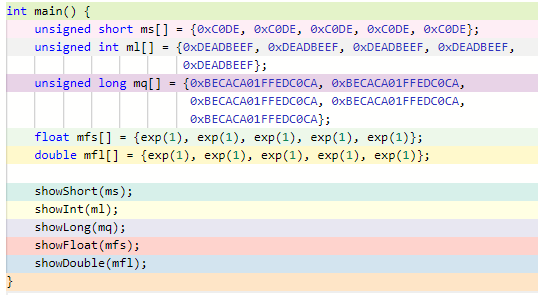 int main() {
unsigned short ms[] = {0xC0DE, 0xC0DE, 0xC0DE, 0xC0DE, 0xC0DE};
unsigned int ml[] = {0xDEADBEEF, 0xDEADBEEF, 0xDEADBEEF, 0xDEADBEEF,
0xDEADBEEF};
unsigned long mq[] = {0xBECACA01FFEDC0CA, 0xBECACA01FFEDC0CA,
0xBECACA01FFEDC0CA, 0xBECACA01FFEDC0CA,
0xBECACA01FFEDC0CA};
float mfs[] = {exp(1), exp(1), exp(1), exp(1), exp(1)};
double mfl[] = {exp(1), exp(1), exp(1), exp(1), exp(1)};
showShort(ms);
showInt(ml);
showLong(mq);
showFloat(mfs);
showDouble(mfl);
}